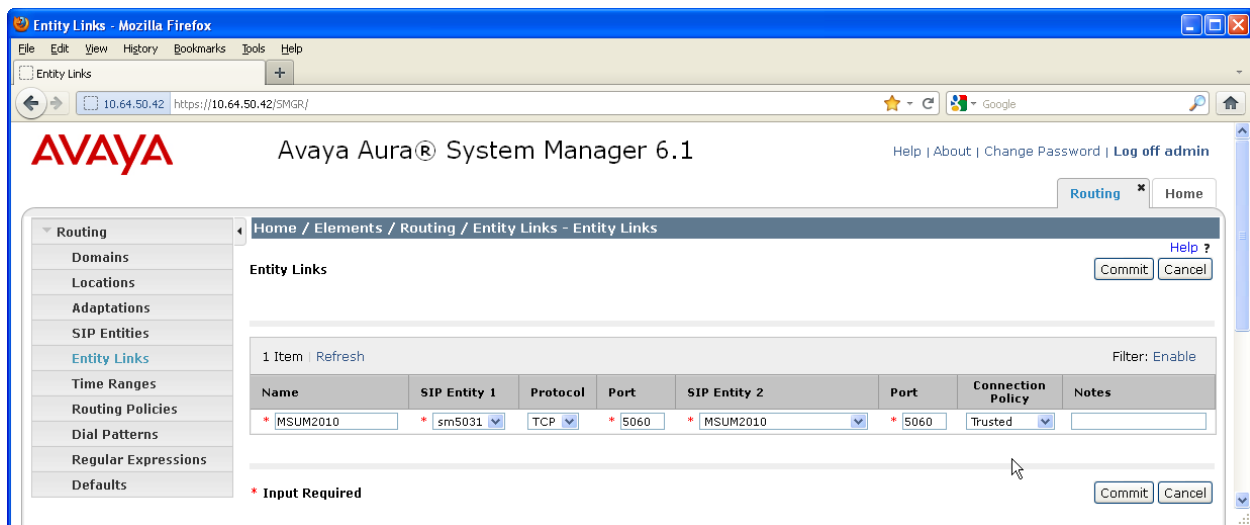 Entity Links - Mozilla Firefox
File Edit View History Bookmarks Tools Help
Entity Links +
10.64.50.42 https://10.64.50.42/SMGR/ Google
AVAYA Avaya Aura® System Manager 6.1 Help | About | Change Password | Log off admin
Routing × Home
Routing
Domains
Locations
Adaptations
SIP Entities
Entity Links
Time Ranges
Routing Policies
Dial Patterns
Regular Expressions
Defaults
Home / Elements / Routing / Entity Links - Entity Links
Help ?
Entity Links Commit Cancel
1 Item | Refresh Filter: Enable
Name SIP Entity 1 Protocol Port SIP Entity 2 Port Connection Policy Notes
* MSUM2010 * sm5031 TCP * 5060 * MSUM2010 * 5060 Trusted
* Input Required Commit Cancel